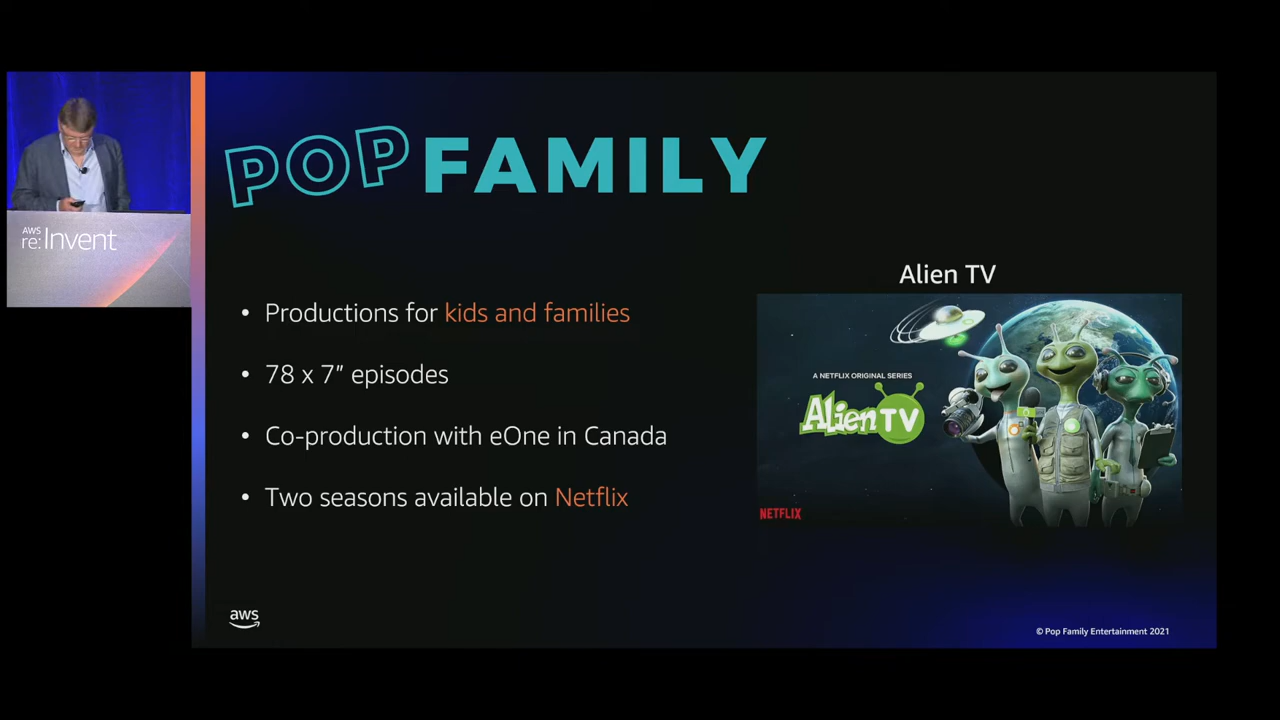 AWS
re:Invent
POP FAMILY
Alien TV
• Productions for kids and families
• 78 x 7” episodes
• Co-production with eOne in Canada
• Two seasons available on Netflix
A NETFLIX ORIGINAL SERIES
Alien TV
NETFLIX
aws
© Pop Family Entertainment 2021